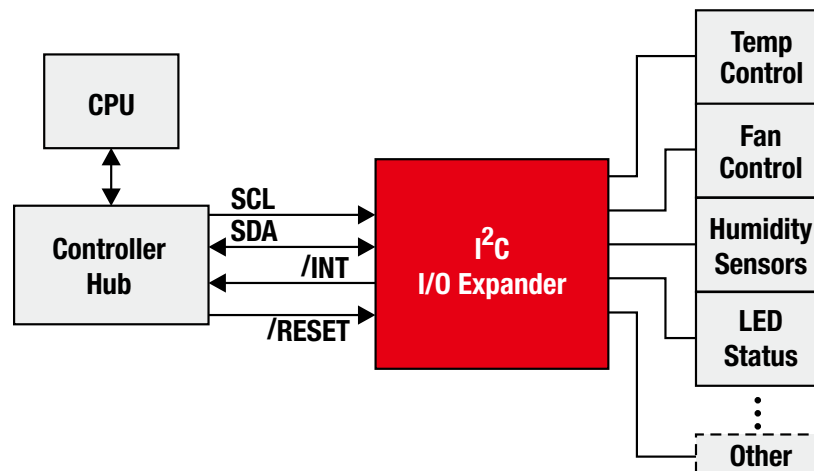 CPU
Controller
Hub
SCL
SDA
/INT
/RESET
I²C
I/O Expander
Temp
Control
Fan
Control
Humidity
Sensors
LED
Status
Other